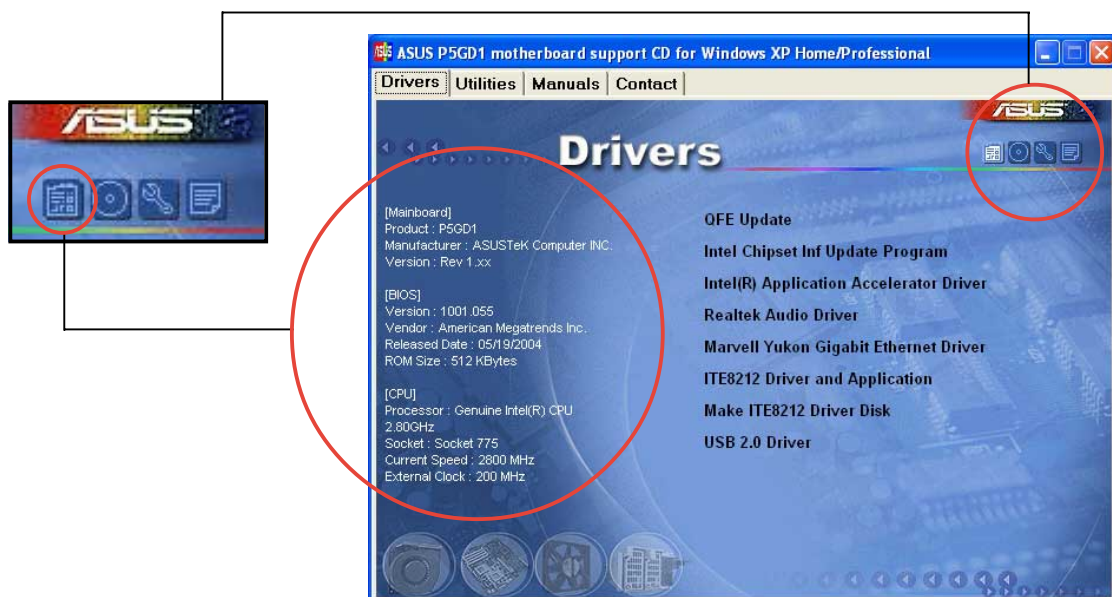 ASUS P5GD1 motherboard support CD for Windows XP Home/Professional
Drivers Utilities Manuals Contact
ASUS
ASUS
Drivers
[Mainboard]
Product : P5GD1
Manufacturer : ASUSTeK Computer INC.
Version : Rev 1.xx
[BIOS]
Version : 1001.055
Vendor : American Megatrends Inc.
Released Date : 05/19/2004
ROM Size : 512 KBytes
[CPU]
Processor : Genuine Intel(R) CPU
2.80GHz
Socket : Socket 775
Current Speed : 2800 MHz
External Clock : 200 MHz
QFE Update
Intel Chipset Inf Update Program
Intel(R) Application Accelerator Driver
Realtek Audio Driver
Marvell Yukon Gigabit Ethernet Driver
ITE8212 Driver and Application
Make ITE8212 Driver Disk
USB 2.0 Driver